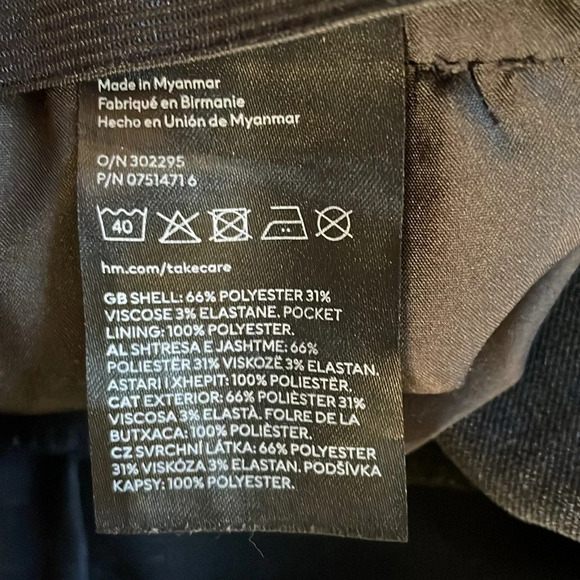 Made in Myanmar
Fabriqué en Birmanie
Hecho en Unión de Myanmar
O/N 302295
P/N 0751471 6
40
hm.com/takecare
GB SHELL: 66% POLYESTER 31%
VISCOSE 3% ELASTANE. POCKET
LINING: 100% POLYESTER.
AL SHTRESA E JASHTME: 66%
POLIESTËR 31% VISKOZË 3% ELASTAN.
ASTARI I XHEPIT: 100% POLIESTËR.
CAT EXTERIOR: 66% POLIÈSTER 31%
VISCOSA 3% ELASTÀ. FOLRE DE LA
BUTXACA: 100% POLIÈSTER.
CZ SVRCHNÍ LÁTKA: 66% POLYESTER
31% VISKÓZA 3% ELASTAN. PODŠÍVKA
KAPSY: 100% POLYESTER.